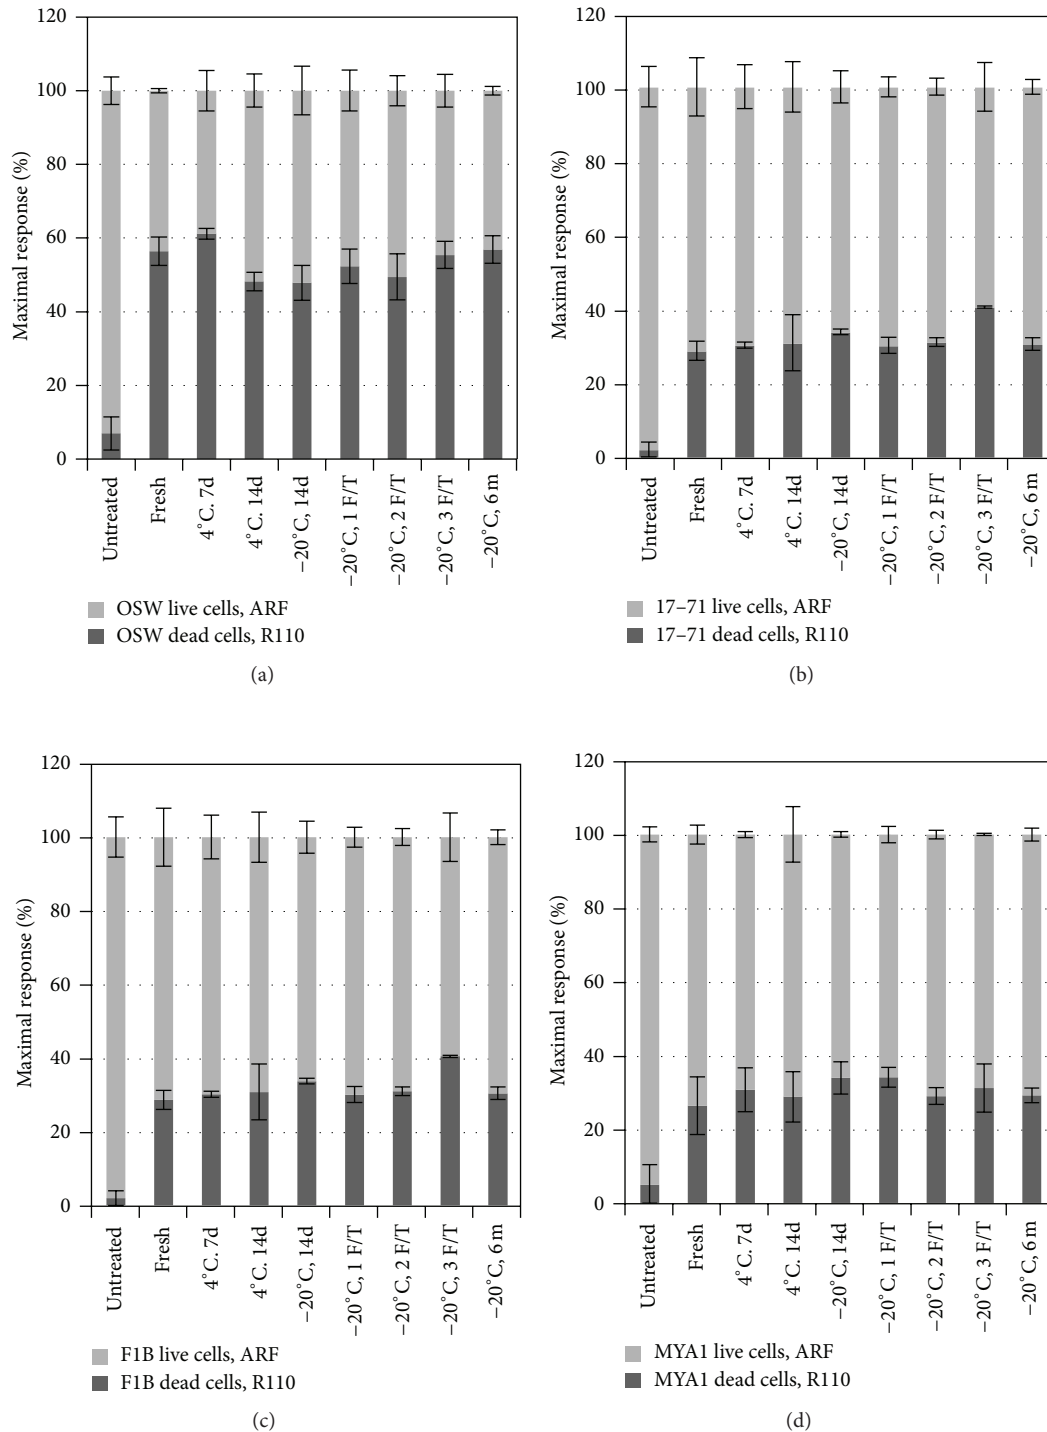 120
100
80
60
40
20
0
Maximal response (%)
Untreated
Fresh
4°C. 7d
4°C. 14d
−20°C, 14d
−20°C, 1 F/T
−20°C, 2 F/T
−20°C, 3 F/T
−20°C, 6 m
OSW live cells, ARF
OSW dead cells, R110
(a)
120
100
80
60
40
20
0
Maximal response (%)
Untreated
Fresh
4°C. 7d
4°C. 14d
−20°C, 14d
−20°C, 1 F/T
−20°C, 2 F/T
−20°C, 3 F/T
−20°C, 6 m
17–71 live cells, ARF
17–71 dead cells, R110
(b)
120
100
80
60
40
20
0
Maximal response (%)
Untreated
Fresh
4°C. 7d
4°C. 14d
−20°C, 14d
−20°C, 1 F/T
−20°C, 2 F/T
−20°C, 3 F/T
−20°C, 6 m
F1B live cells, ARF
F1B dead cells, R110
(c)
120
100
80
60
40
20
0
Maximal response (%)
Untreated
Fresh
4°C. 7d
4°C. 14d
−20°C, 14d
−20°C, 1 F/T
−20°C, 2 F/T
−20°C, 3 F/T
−20°C, 6 m
MYA1 live cells, ARF
MYA1 dead cells, R110
(d)